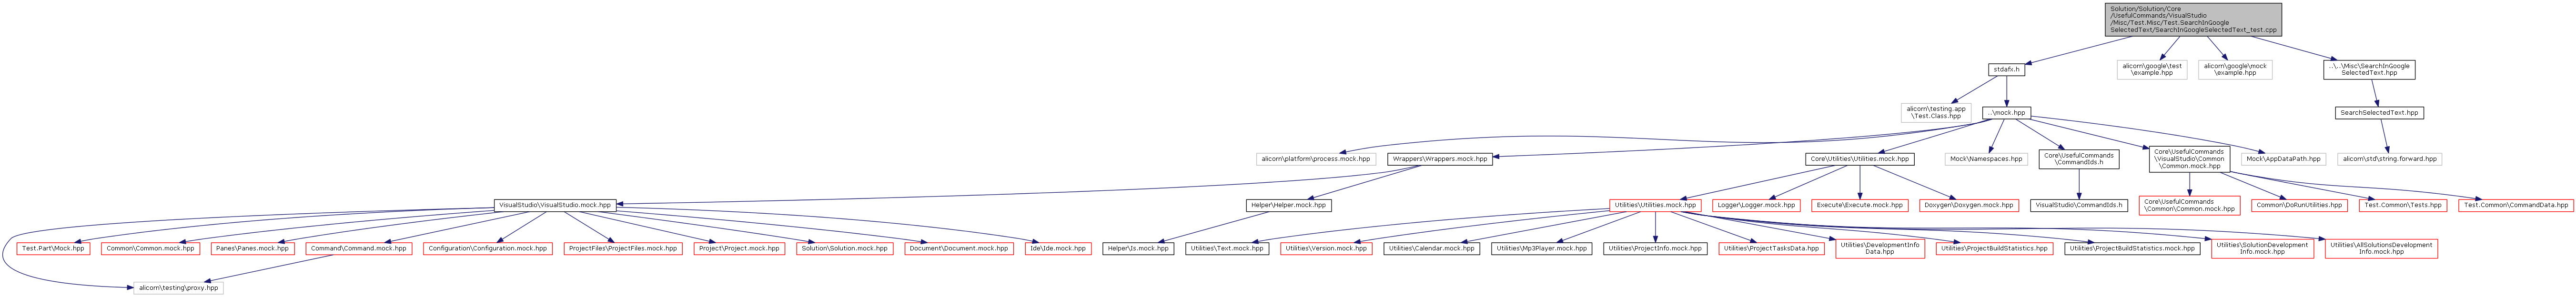 Solution/Solution/Core
/UsefulCommands/VisualStudio
/Misc/Test.Misc/Test.SearchInGoogle
SelectedText/SearchInGoogleSelectedText_test.cpp
stdafx.h
alicorn\google\test
\example.hpp
alicorn\google\mock
\example.hpp
..\..\Misc\SearchInGoogle
SelectedText.hpp
alicorn\testing.app
\Test.Class.hpp
..\mock.hpp
SearchSelectedText.hpp
alicorn\platform\process.mock.hpp
Wrappers\Wrappers.mock.hpp
Core\Utilities\Utilities.mock.hpp
Mock\Namespaces.hpp
Core\UsefulCommands
\CommandIds.h
Core\UsefulCommands
\VisualStudio\Common
\Common.mock.hpp
Mock\AppDataPath.hpp
alicorn\std\string.forward.hpp
VisualStudio\VisualStudio.mock.hpp
Helper\Helper.mock.hpp
Utilities\Utilities.mock.hpp
Logger\Logger.mock.hpp
Execute\Execute.mock.hpp
Doxygen\Doxygen.mock.hpp
VisualStudio\CommandIds.h
Core\UsefulCommands
\Common\Common.mock.hpp
Common\DoRunUtilities.hpp
Test.Common\Tests.hpp
Test.Common\CommandData.hpp
Test.Part\Mock.hpp
Common\Common.mock.hpp
Panes\Panes.mock.hpp
Command\Command.mock.hpp
Configuration\Configuration.mock.hpp
ProjectFiles\ProjectFiles.mock.hpp
Project\Project.mock.hpp
Solution\Solution.mock.hpp
Document\Document.mock.hpp
Ide\Ide.mock.hpp
Helper\Is.mock.hpp
Utilities\Text.mock.hpp
Utilities\Version.mock.hpp
Utilities\Calendar.mock.hpp
Utilities\Mp3Player.mock.hpp
Utilities\ProjectInfo.mock.hpp
Utilities\ProjectTasksData.hpp
Utilities\DevelopmentInfo
Data.hpp
Utilities\ProjectBuildStatistics.hpp
Utilities\ProjectBuildStatistics.mock.hpp
Utilities\SolutionDevelopment
Info.mock.hpp
Utilities\AllSolutionsDevelopment
Info.mock.hpp
alicorn\testing\proxy.hpp